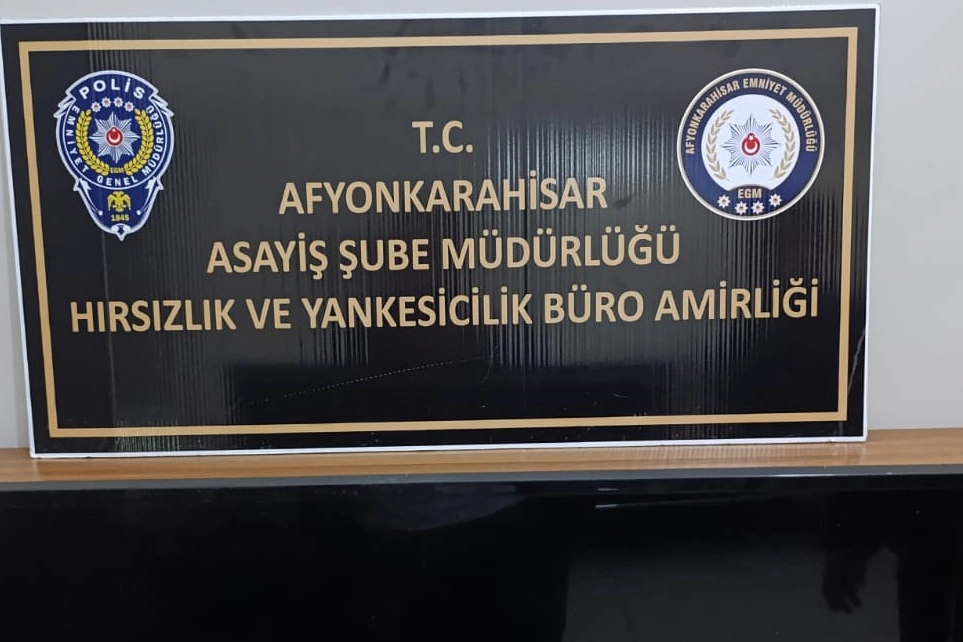 POLİS
EMNİYET GENEL MÜDÜRLÜĞÜ
EGM
1845
T.C.
AFYONKARAHİSAR
ASAYİŞ ŞUBE MÜDÜRLÜĞÜ
HIRSIZLIK VE YANKESİCİLİK BÜRO AMİRLİĞİ
AFYONKARAHİSAR EMNİYET MÜDÜRLÜĞÜ
EGM